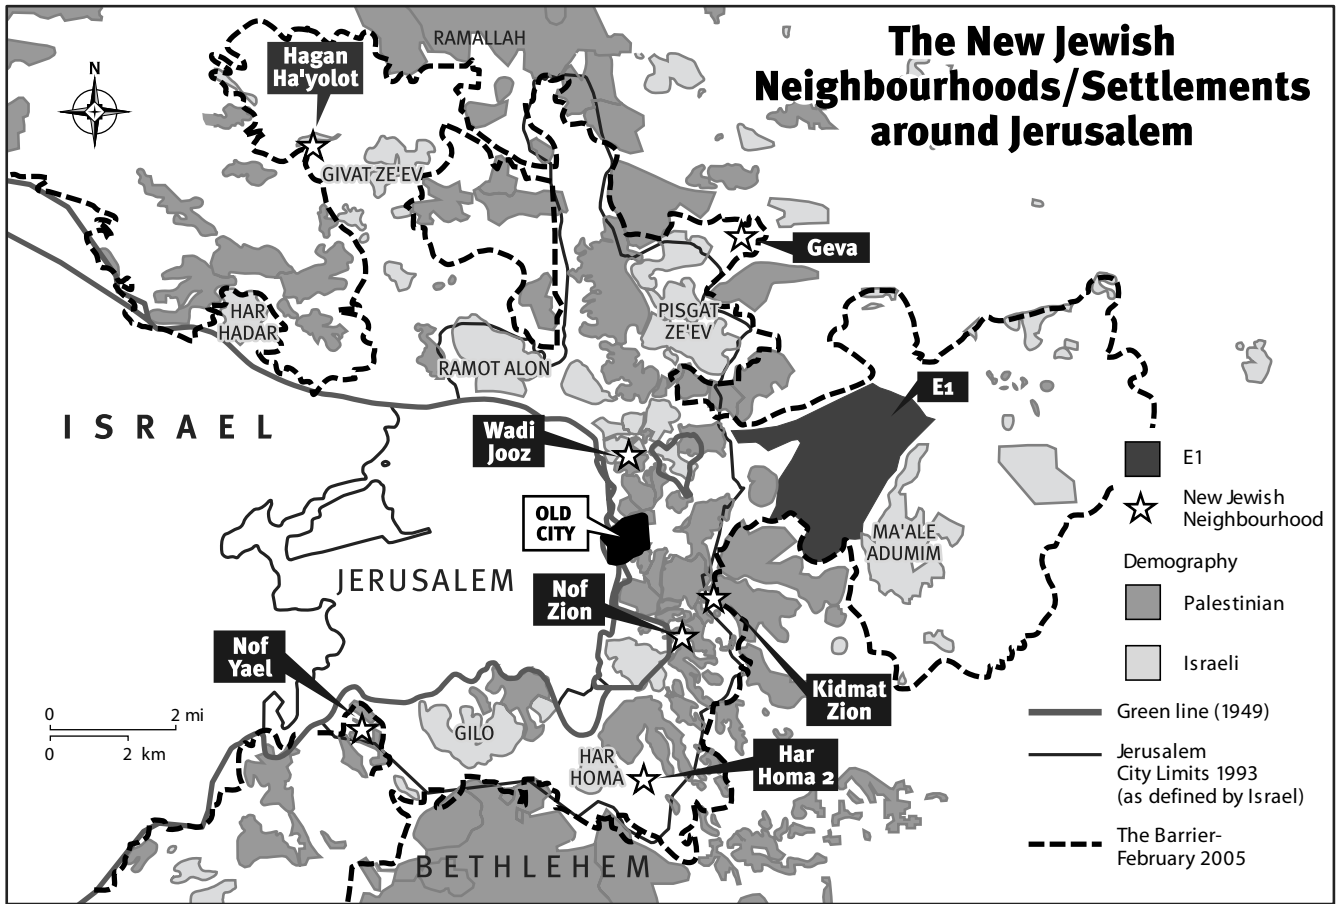 The New Jewish
Neighbourhoods/Settlements
around Jerusalem
RAMALLAH
Hagan
Ha'yolot
N
GIVAT ZE'EV
Geva
HAR
HADAR
PISGAT
ZE'EV
RAMOT ALON
E1
ISRAEL
Wadi
Jooz
OLD
CITY
MA'ALE
ADUMIM
JERUSALEM
Nof
Zion
Nof
Yael
Kidmat
Zion
GILO
HAR
HOMA
Har
Homa 2
BETHLEHEM
0 2 mi
0 2 km
E1
New Jewish
Neighbourhood
Demography
Palestinian
Israeli
Green line (1949)
Jerusalem
City Limits 1993
(as defined by Israel)
The Barrier-
February 2005